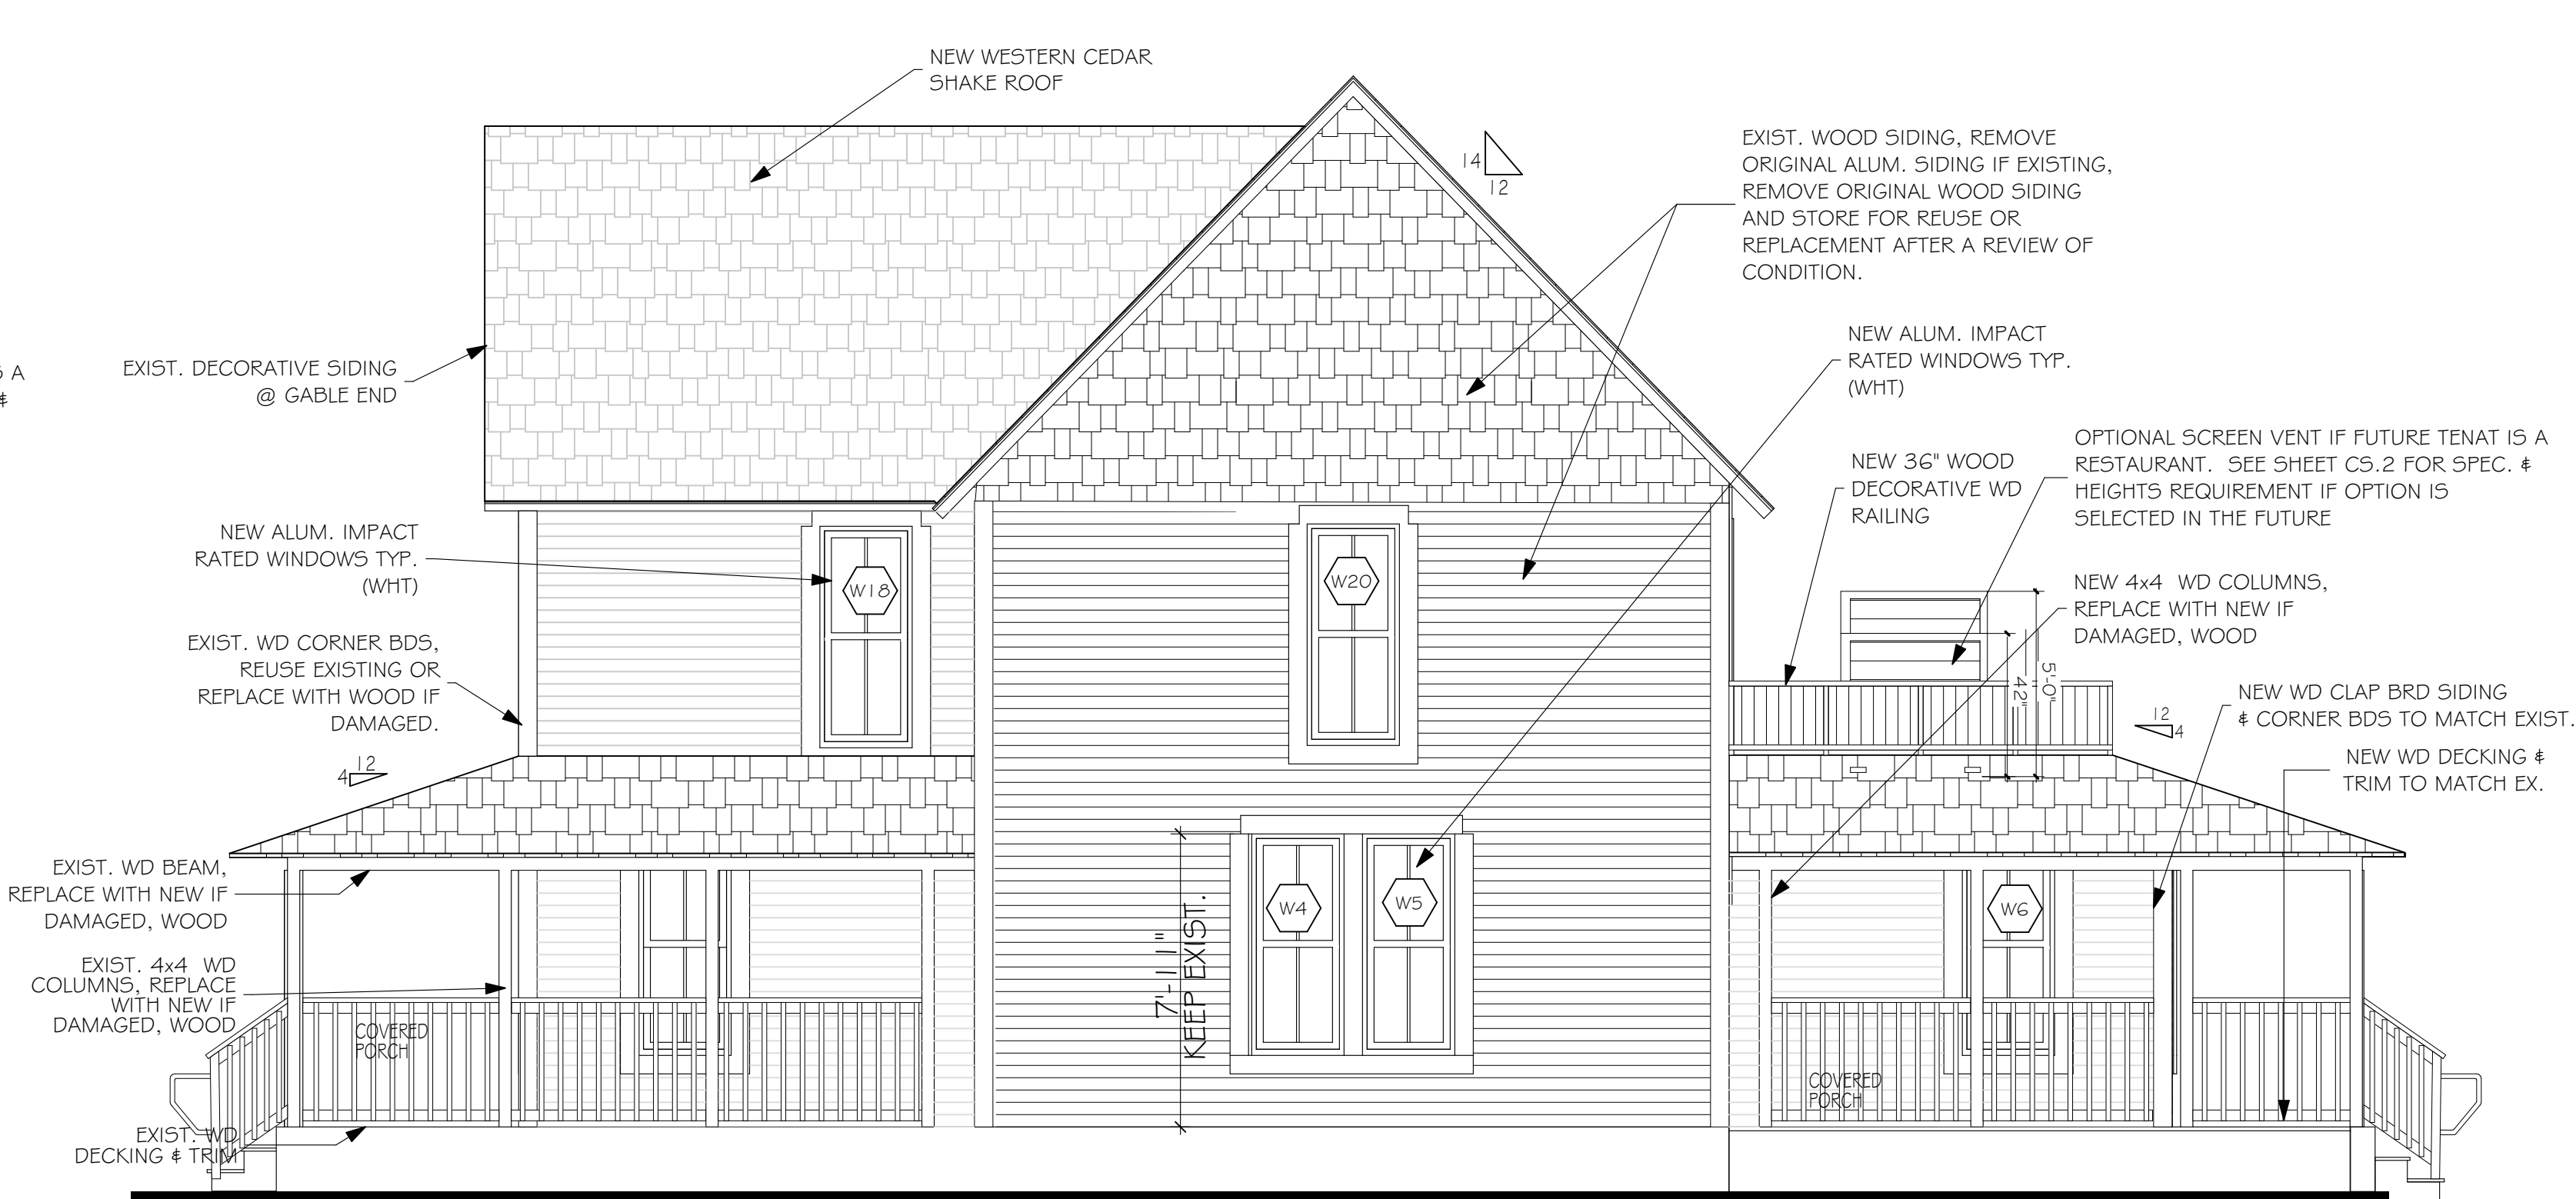 NEW WESTERN CEDAR
SHAKE ROOF
14
12
EXIST. WOOD SIDING, REMOVE
ORIGINAL ALUM. SIDING IF EXISTING,
REMOVE ORIGINAL WOOD SIDING
AND STORE FOR REUSE OR
REPLACEMENT AFTER A REVIEW OF
CONDITION.
S A
&
EXIST. DECORATIVE SIDING
@ GABLE END
NEW ALUM. IMPACT
RATED WINDOWS TYP.
(WHT)
NEW 36" WOOD
DECORATIVE WD
RAILING
OPTIONAL SCREEN VENT IF FUTURE TENAT IS A
RESTAURANT. SEE SHEET CS.2 FOR SPEC. &
HEIGHTS REQUIREMENT IF OPTION IS
SELECTED IN THE FUTURE
NEW ALUM. IMPACT
RATED WINDOWS TYP.
(WHT)
W18
W20
NEW 4x4 WD COLUMNS,
REPLACE WITH NEW IF
DAMAGED, WOOD
EXIST. WD CORNER BDS,
REUSE EXISTING OR
REPLACE WITH WOOD IF
DAMAGED.
5'-0"
42"
NEW WD CLAP BRD SIDING
& CORNER BDS TO MATCH EXIST.
12
4
12
4
NEW WD DECKING &
TRIM TO MATCH EX.
EXIST. WD BEAM,
REPLACE WITH NEW IF
DAMAGED, WOOD
W4
W5
W6
7'-11"
KEEP EXIST.
EXIST. 4x4 WD
COLUMNS, REPLACE
WITH NEW IF
DAMAGED, WOOD
COVERED
PORCH
COVERED
PORCH
EXIST. WD
DECKING & TRIM